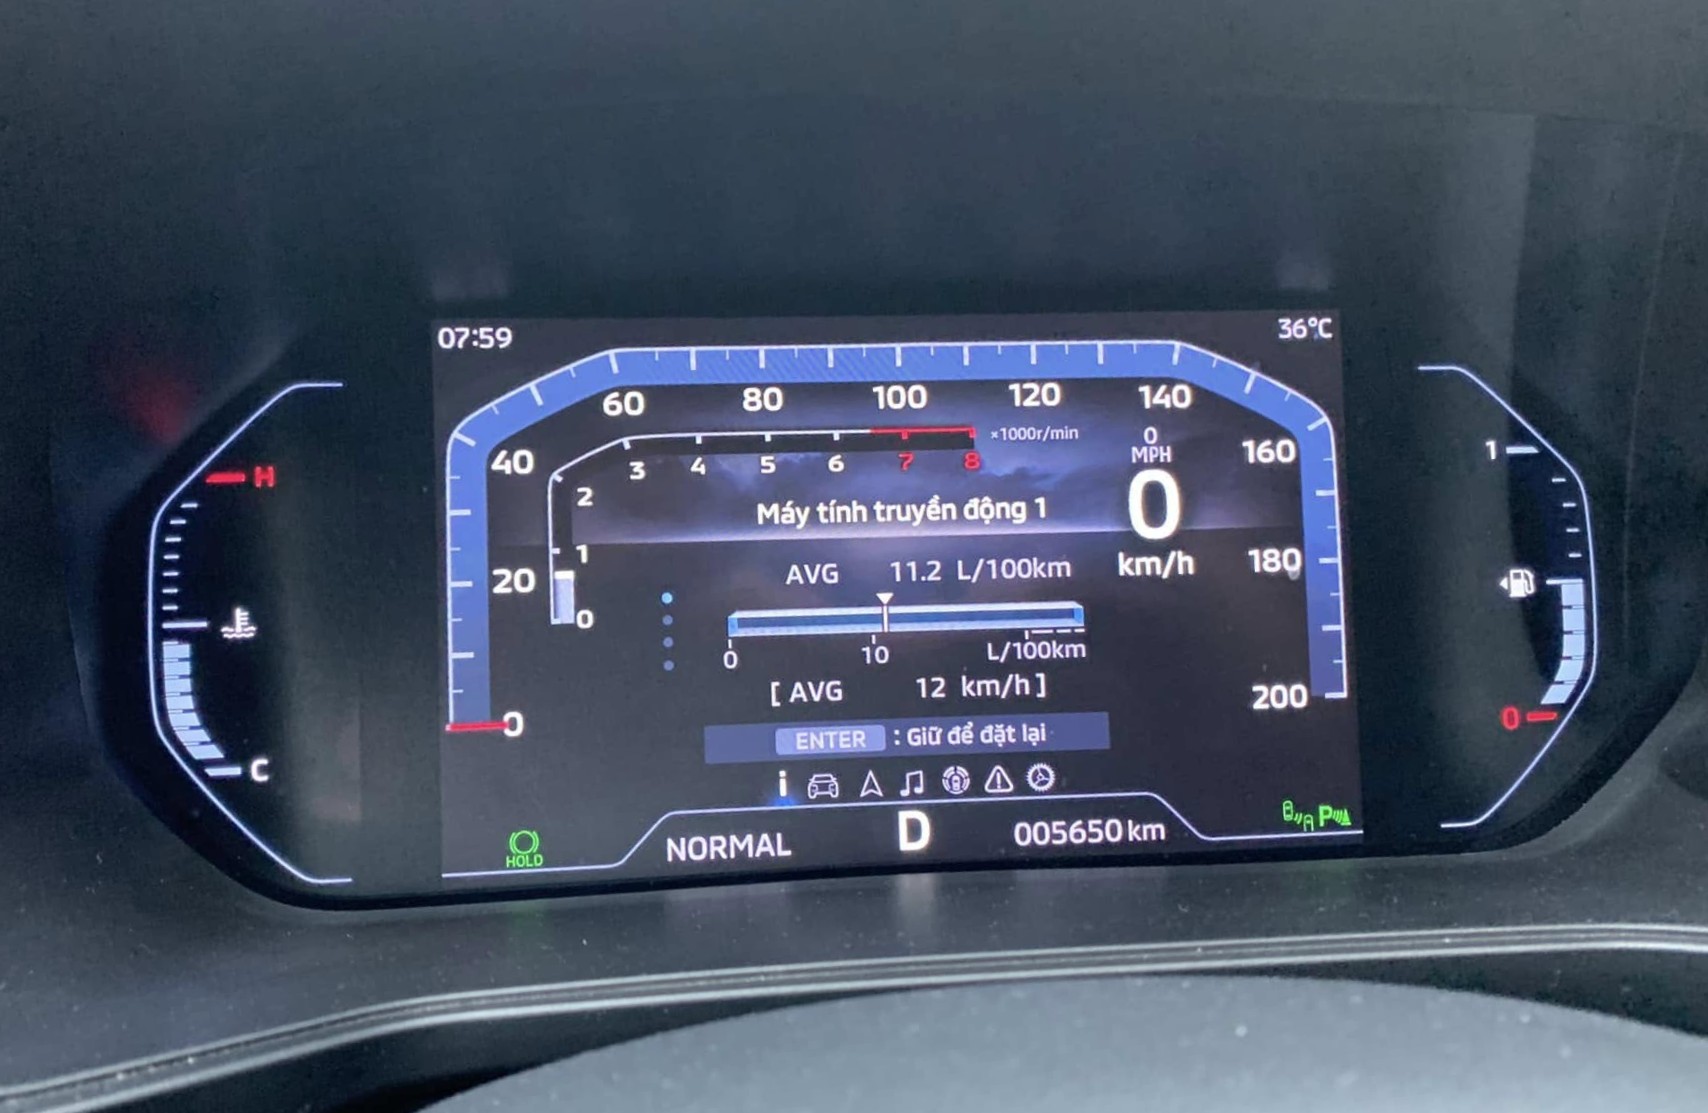 07:59
36°C
60 80 100 120 140
×1000r/min
0
MPH
40
160
3 4 5 6 7 8
H
1
2
Máy tính truyền động 1
0
km/h
1
20
180
AVG 11.2 L/100km
0
0 10 L/100km
[ AVG 12 km/h ]
200
0
0
ENTER : Giữ để đặt lại
C
i
HOLD
NORMAL
D
005650 km
P